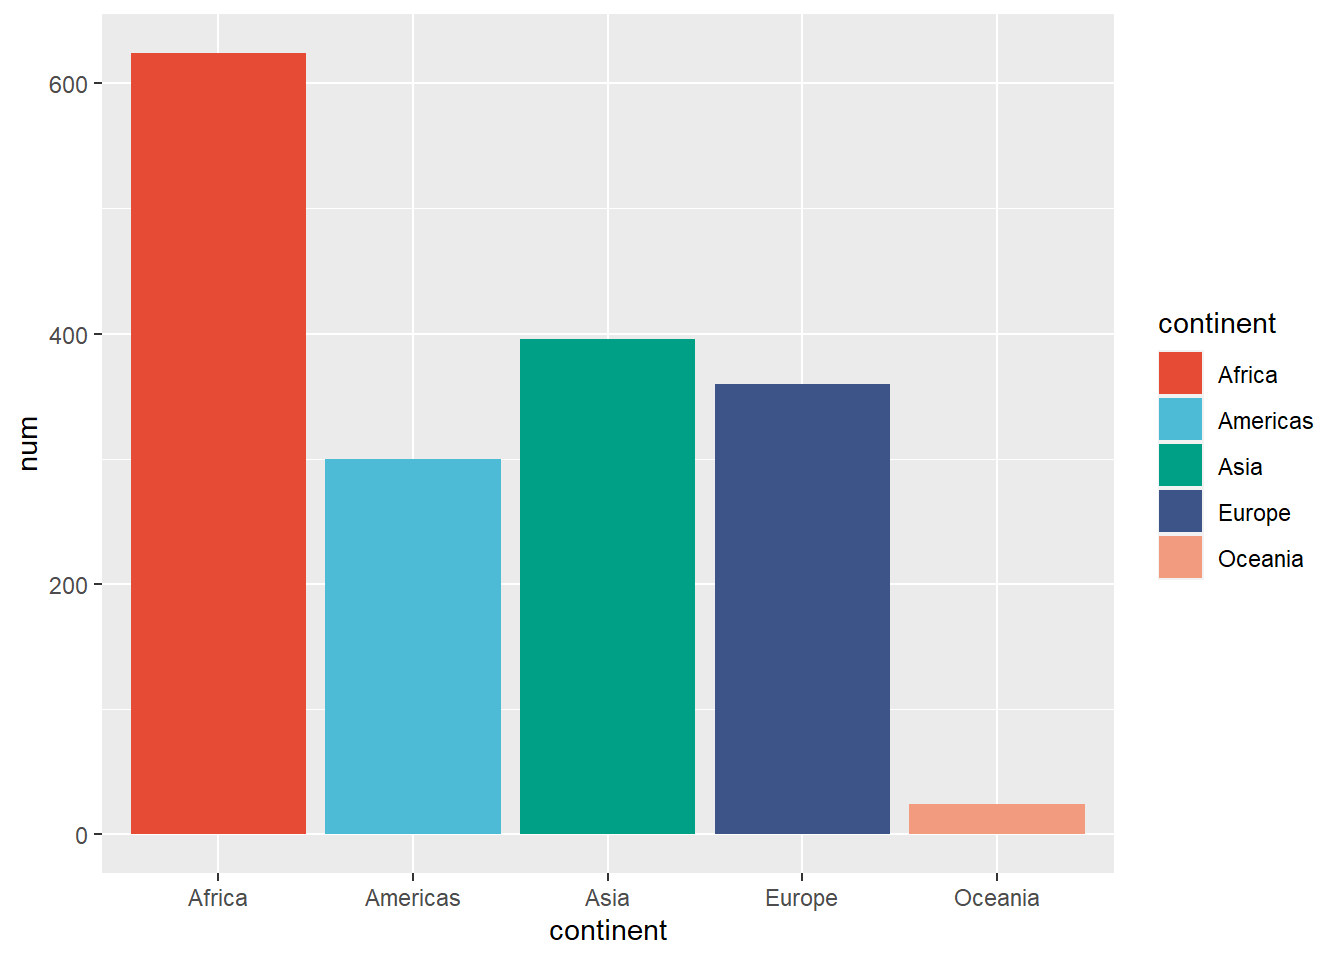 600
400
200
0
num
Africa
Americas
Asia
Europe
Oceania
continent
continent
Africa
Americas
Asia
Europe
Oceania